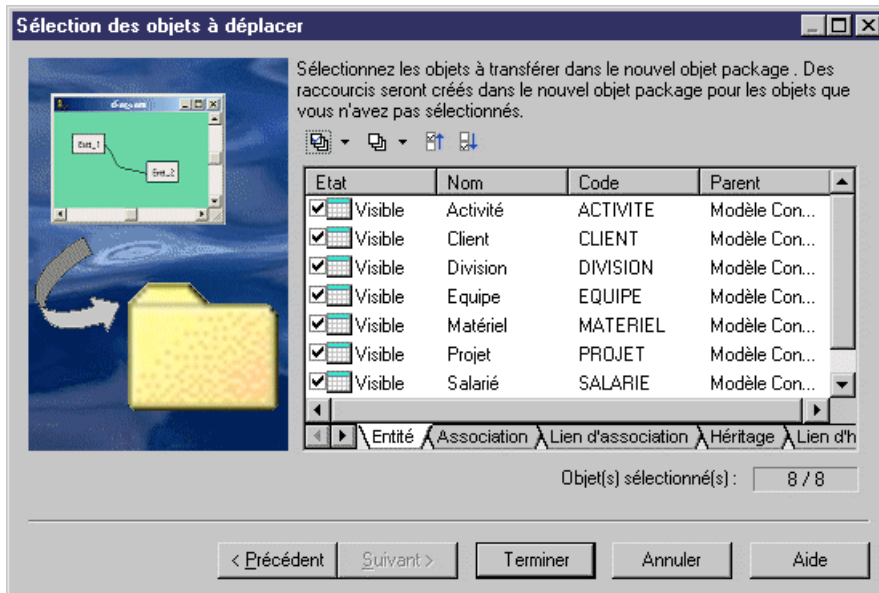 Sélection des objets à déplacer
Sélectionnez les objets à transférer dans le nouvel objet package . Des
raccourcis seront créés dans le nouvel objet package pour les objets que
vous n'avez pas sélectionnés.
Entt_1
Entt_2
Etat Nom Code Parent
Visible Activité ACTIVITE Modèle Con...
Visible Client CLIENT Modèle Con...
Visible Division DIVISION Modèle Con...
Visible Equipe EQUIPE Modèle Con...
Visible Matériel MATERIEL Modèle Con...
Visible Projet PROJET Modèle Con...
Visible Salarié SALARIE Modèle Con...
Entité Association Lien d'association Héritage Lien d'h
Objet(s) sélectionné(s) : 8 / 8
< Précédent Suivant > Terminer Annuler Aide